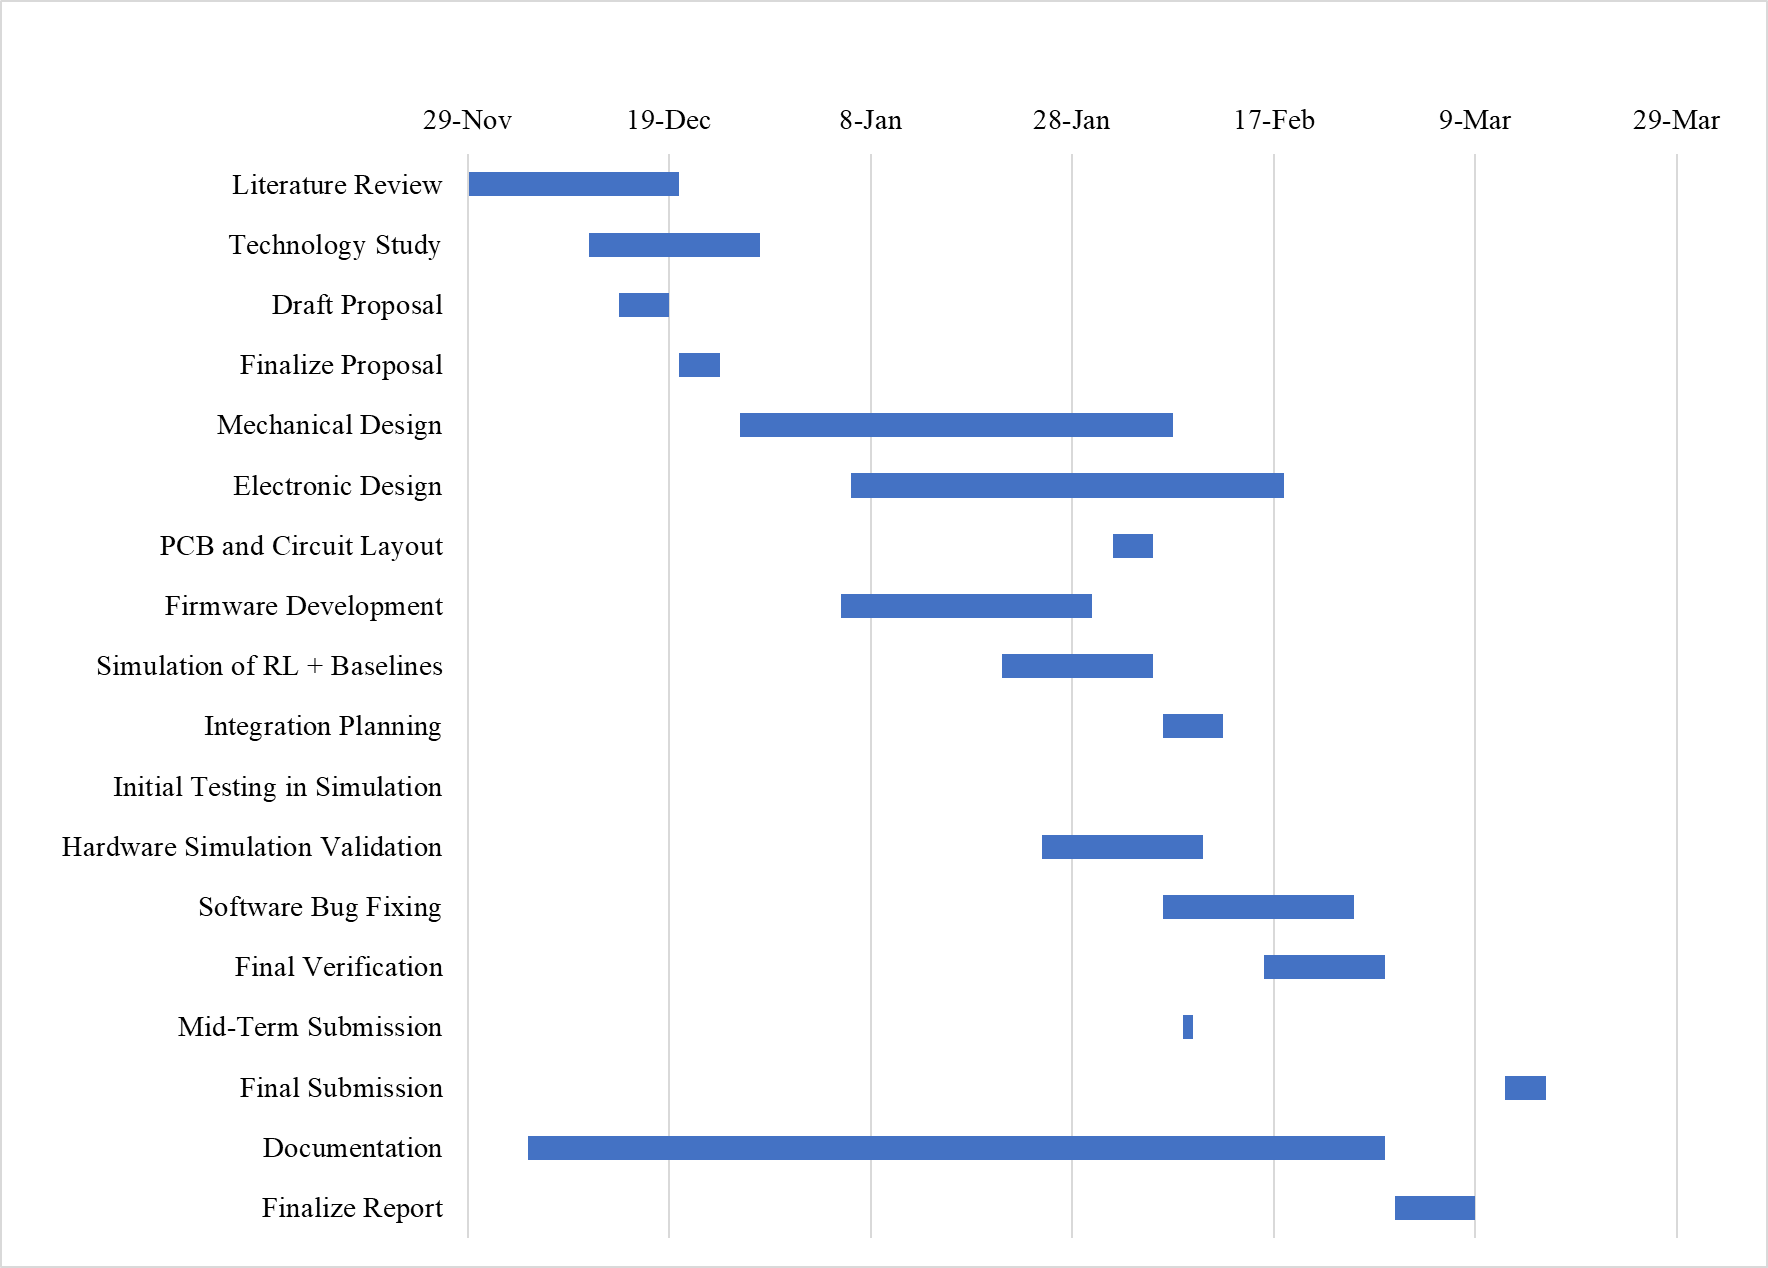 29-Nov 19-Dec 8-Jan 28-Jan 17-Feb 9-Mar 29-Mar
Literature Review
Technology Study
Draft Proposal
Finalize Proposal
Mechanical Design
Electronic Design
PCB and Circuit Layout
Firmware Development
Simulation of RL + Baselines
Integration Planning
Initial Testing in Simulation
Hardware Simulation Validation
Software Bug Fixing
Final Verification
Mid-Term Submission
Final Submission
Documentation
Finalize Report